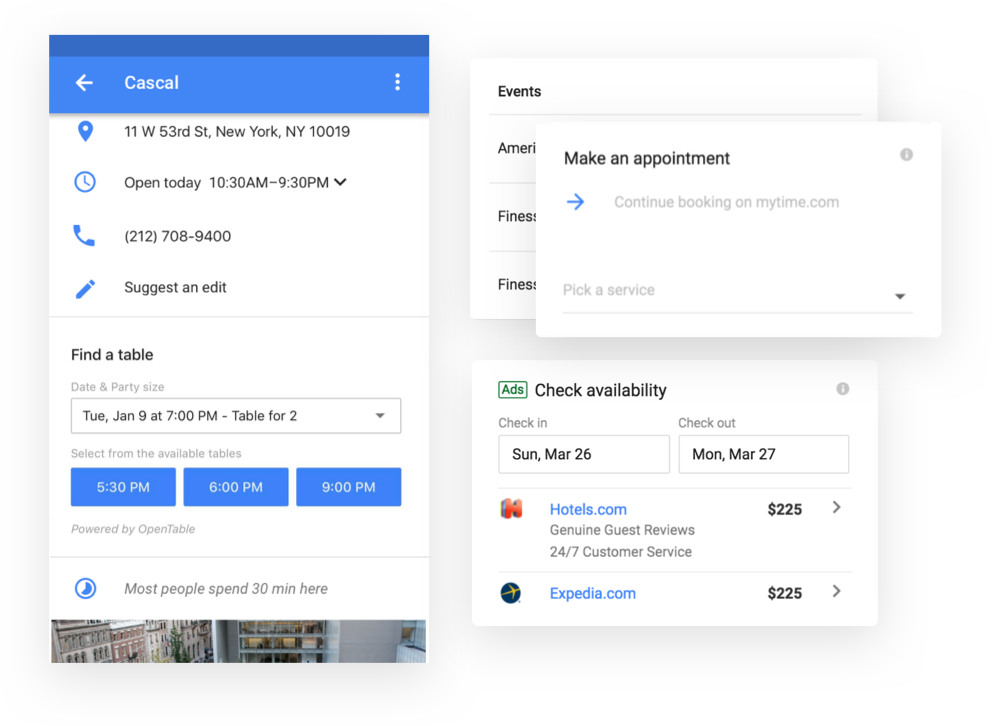 Cascal
11 W 53rd St, New York, NY 10019
Open today 10:30AM–9:30PM
(212) 708-9400
Suggest an edit
Find a table
Date & Party size
Tue, Jan 9 at 7:00 PM - Table for 2
Select from the available tables
5:30 PM 6:00 PM 9:00 PM
Powered by OpenTable
Most people spend 30 min here
Events
Ameri
Finess
Finess
Make an appointment
Continue booking on mytime.com
Pick a service
Ads Check availability
Check in Check out
Sun, Mar 26 Mon, Mar 27
Hotels.com $225
Genuine Guest Reviews
24/7 Customer Service
Expedia.com $225